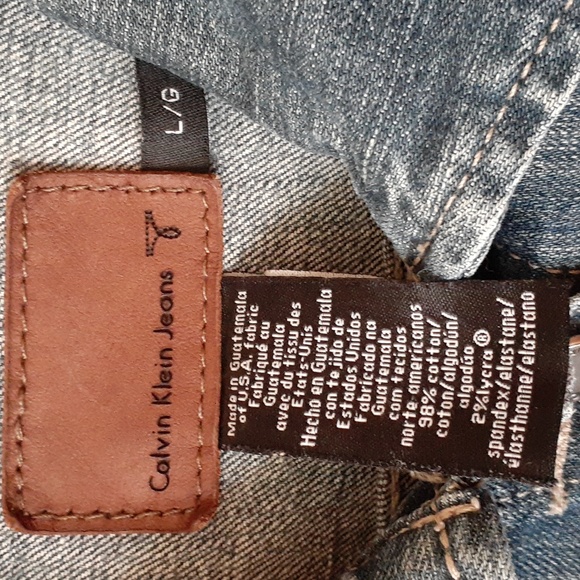 L/G
Calvin Klein Jeans
Made in Guatemala
of U.S.A. Fabric
Fabriqué au
Guatemala
avec du tissu des
Etats-Unis
Hecho en Guatemala
con tejido de
Estados Unidos
Fabricado na
Guatemala
com tecidos
norte-americanos
98% cotton/
coton/algodón/
algodão
2%lycra®
spandex/elastane/
élasthanne/elastano